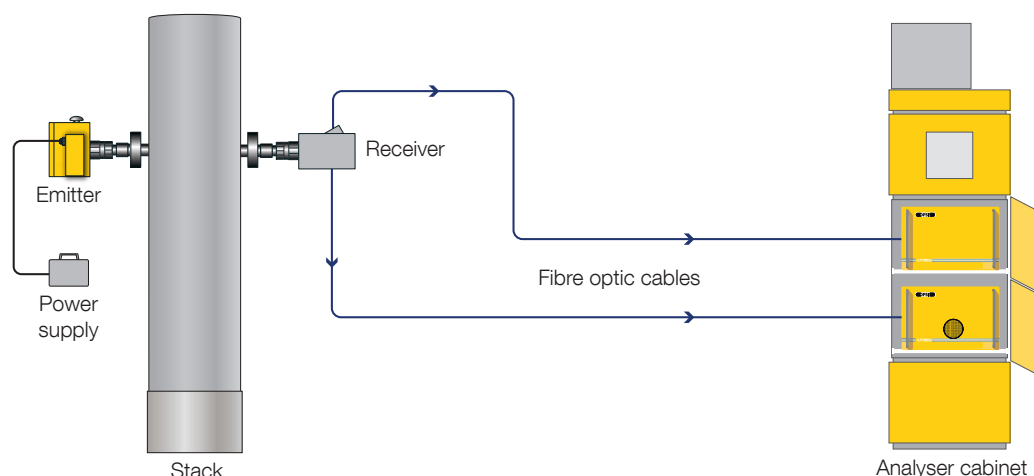 Receiver
Emitter
Fibre optic cables
Power
supply
Stack
Analyser cabinet